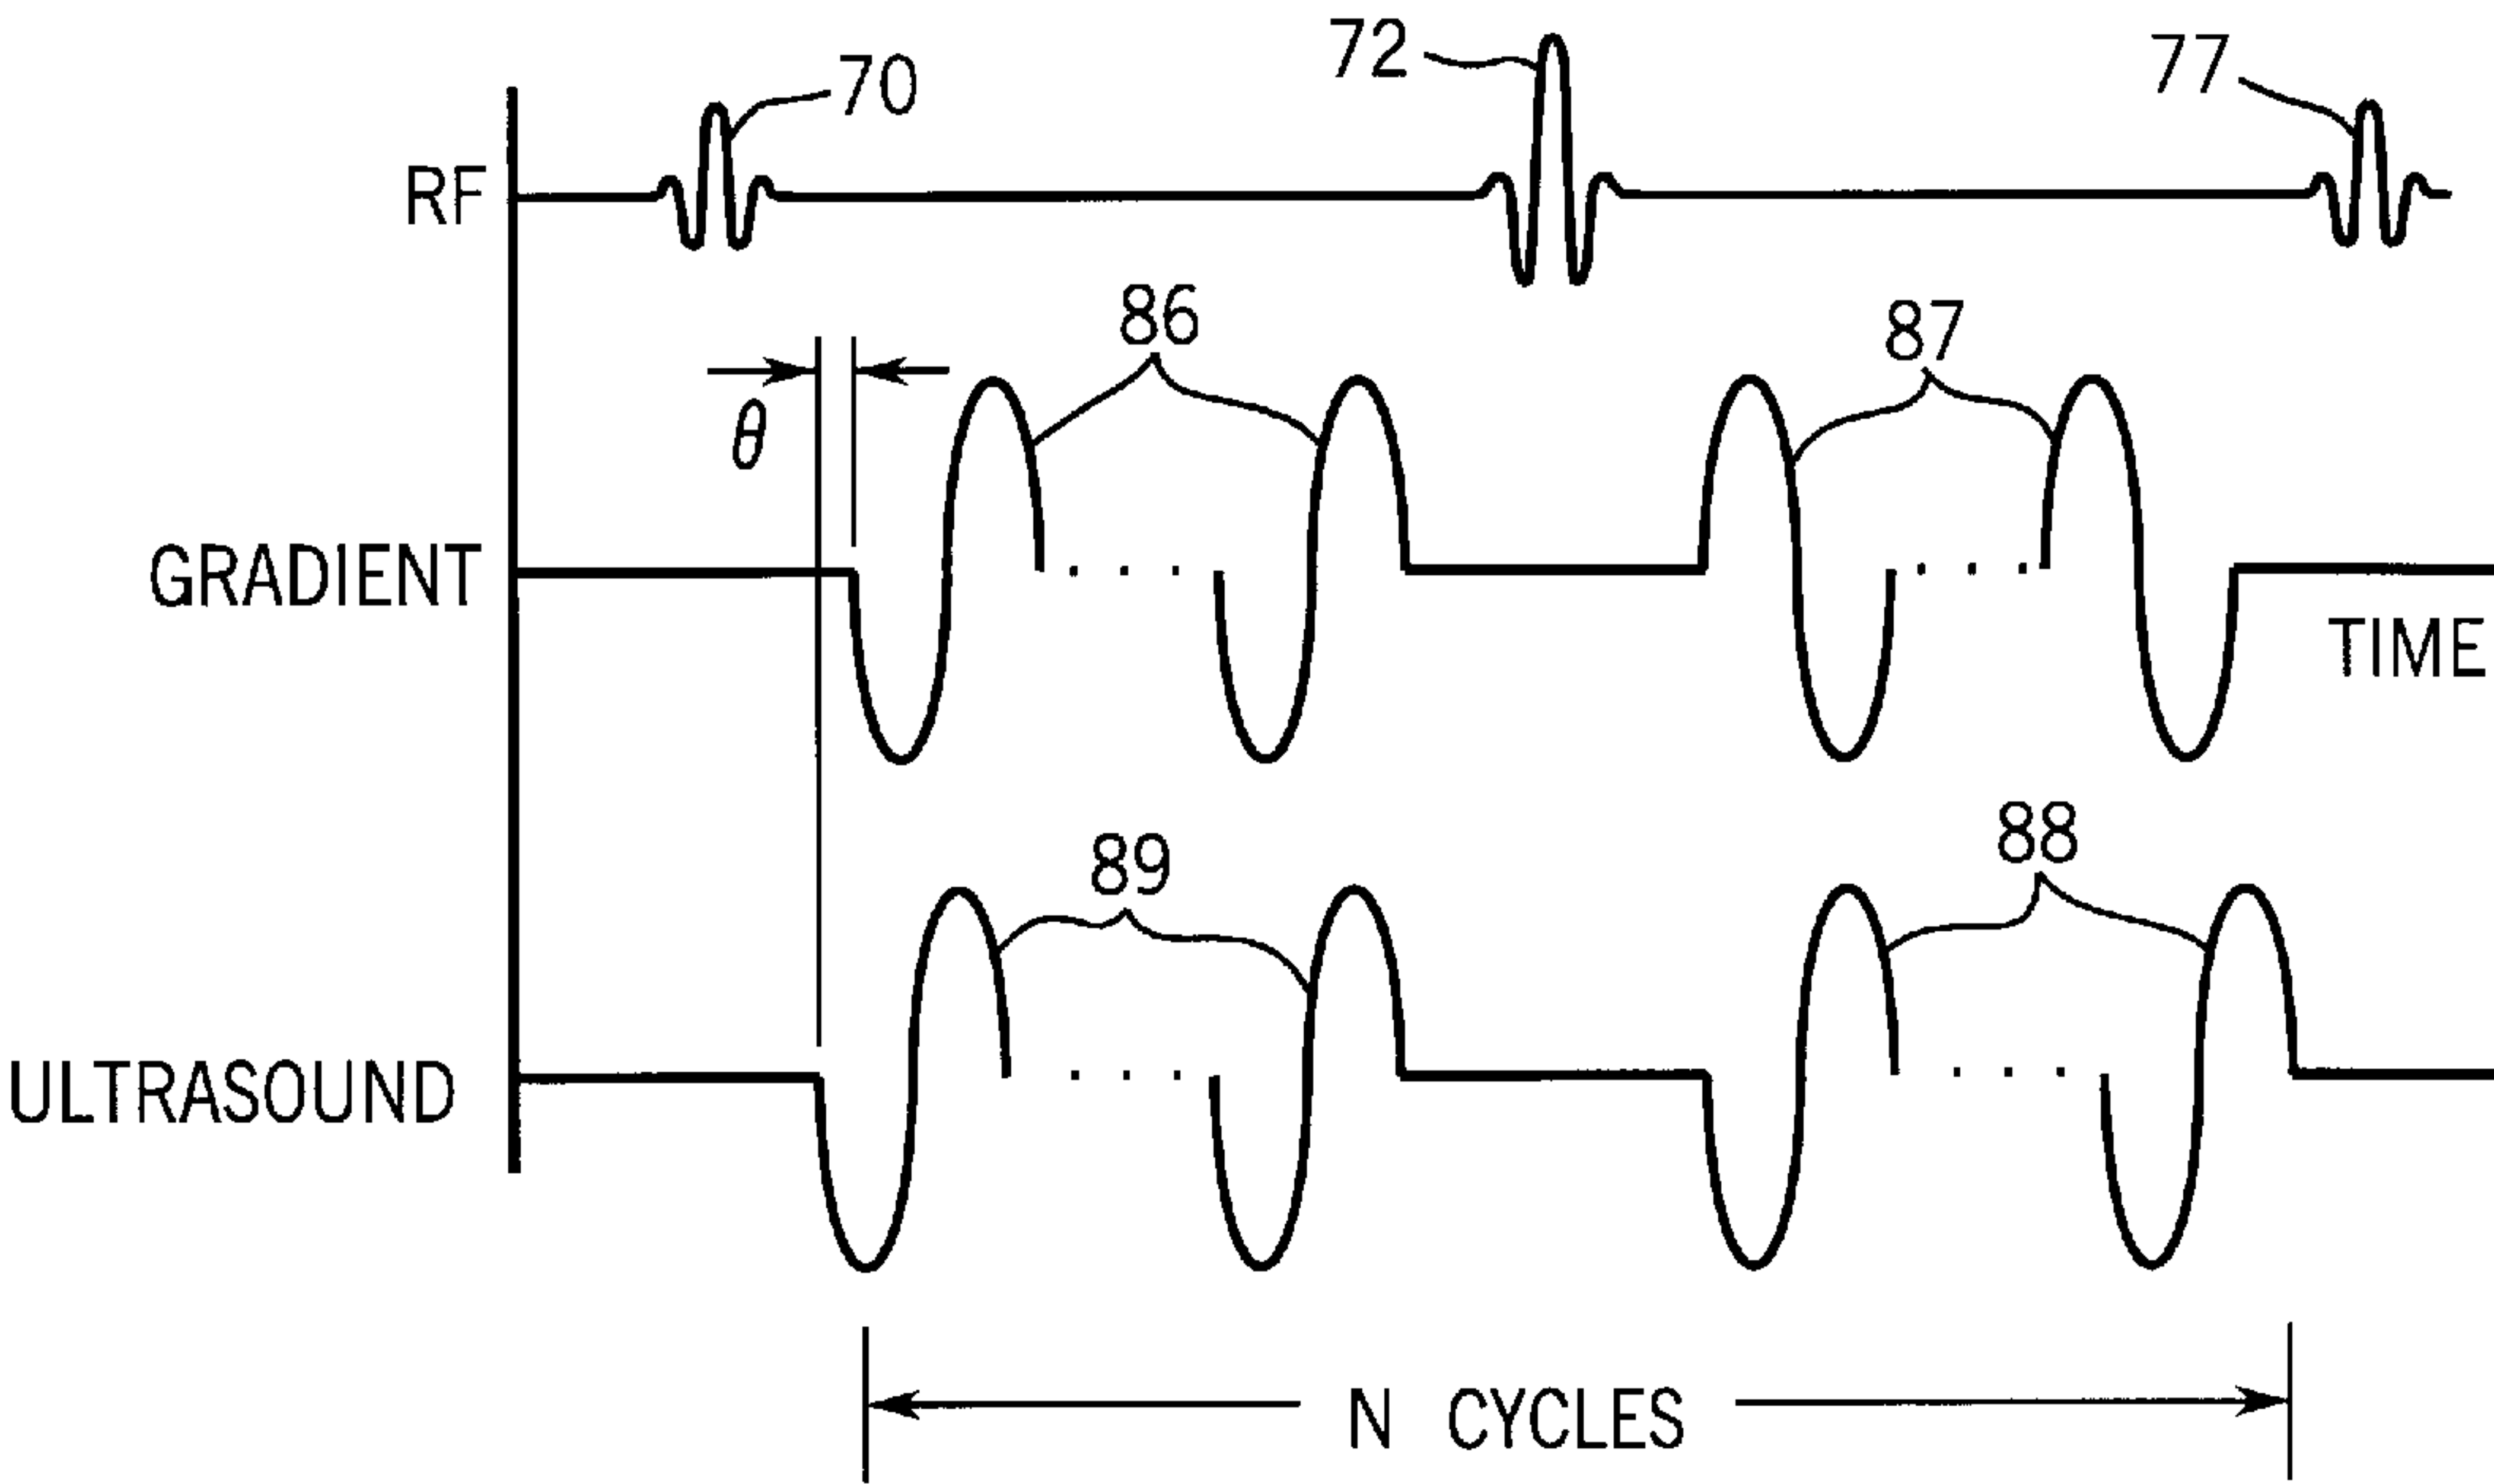 70
72
77
RF
86
87
θ
GRADIENT
TIME
89
88
ULTRASOUND
N CYCLES